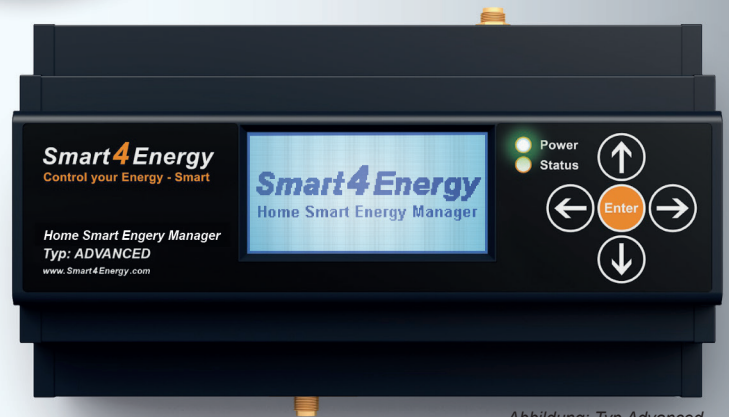 Smart4Energy
Control your Energy - Smart
Home Smart Engery Manager
Typ: ADVANCED
www.Smart4Energy.com
Smart4Energy
Home Smart Energy Manager
Power
Status
Enter
Abbildung: Typ Advanced